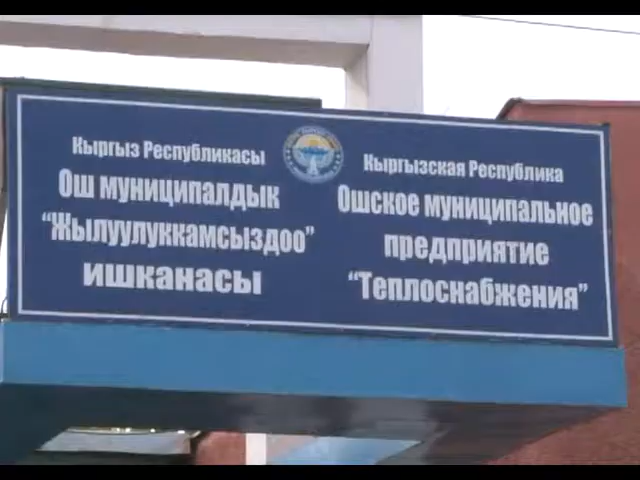 Кыргыз Республикасы
Ош муниципалдык
“Жылуулуккамсыздоо”
ишканасы
Кыргызская Республика
Ошское муниципальное
предприятие
“Теплоснабжения”